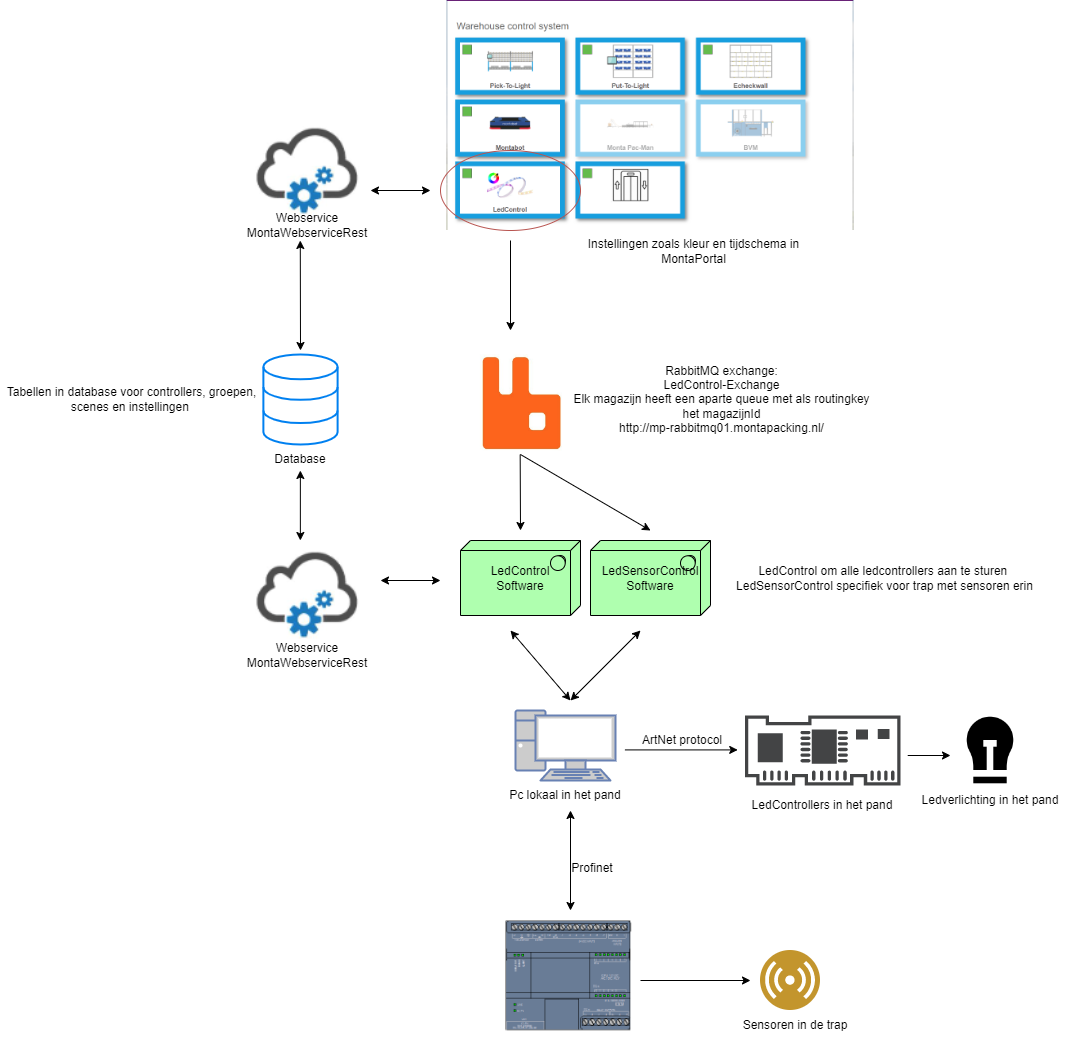 Warehouse control system
Pick-To-Light
Put-To-Light
Echeckwall
Montabot
Monta Pac-Man
BVM
LedControl
Webservice
MontaWebserviceRest
Instellingen zoals kleur en tijdschema in
MontaPortal
RabbitMQ exchange:
LedControl-Exchange
Elk magazijn heeft een aparte queue met als routingkey
het magazijnId
http://mp-rabbitmq01.montapacking.nl/
Tabellen in database voor controllers, groepen,
scenes en instellingen
Database
LedControl
Software
LedSensorControl
Software
LedControl om alle ledcontrollers aan te sturen
LedSensorControl specifiek voor trap met sensoren erin
Webservice
MontaWebserviceRest
ArtNet protocol
Pc lokaal in het pand
LedControllers in het pand
Ledverlichting in het pand
Profinet
Sensoren in de trap